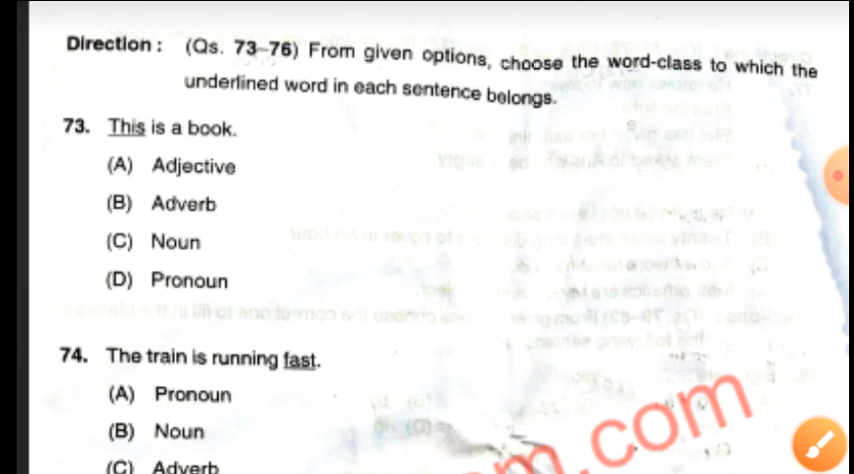 Direction : (Qs. 73–76) From given options, choose the word-class to which the
underlined word in each sentence belongs.
73. This is a book.
(A) Adjective
(B) Adverb
(C) Noun
(D) Pronoun
74. The train is running fast.
(A) Pronoun
(B) Noun
(C) Adverb
.com